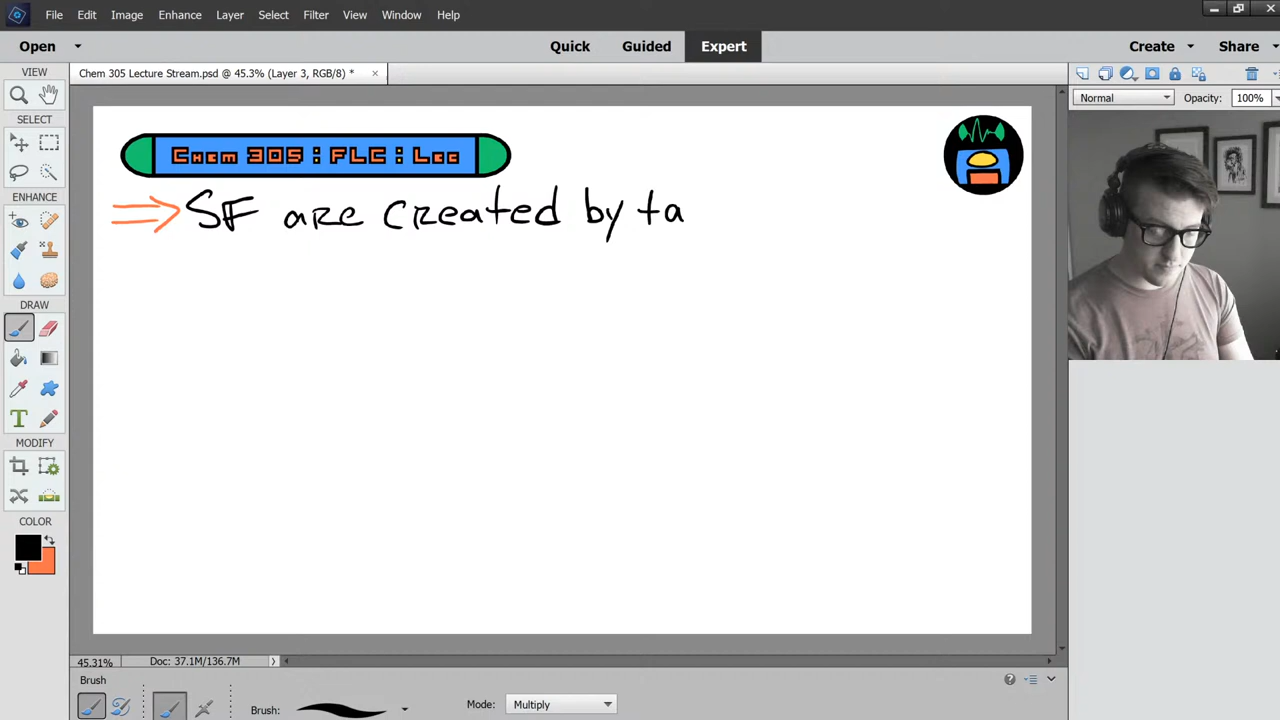 File Edit Image Enhance Layer Select Filter View Window Help
Open Quick Guided Expert Create Share
VIEW
Chem 305 Lecture Stream.psd @ 45.3% (Layer 3, RGB/8) *
Normal Opacity: 100%
SELECT
Chem 305 : FLC : Lec
ENHANCE
SF are created by ta
DRAW
MODIFY
COLOR
45.31% Doc: 37.1M/136.7M
Brush
Brush: Mode: Multiply